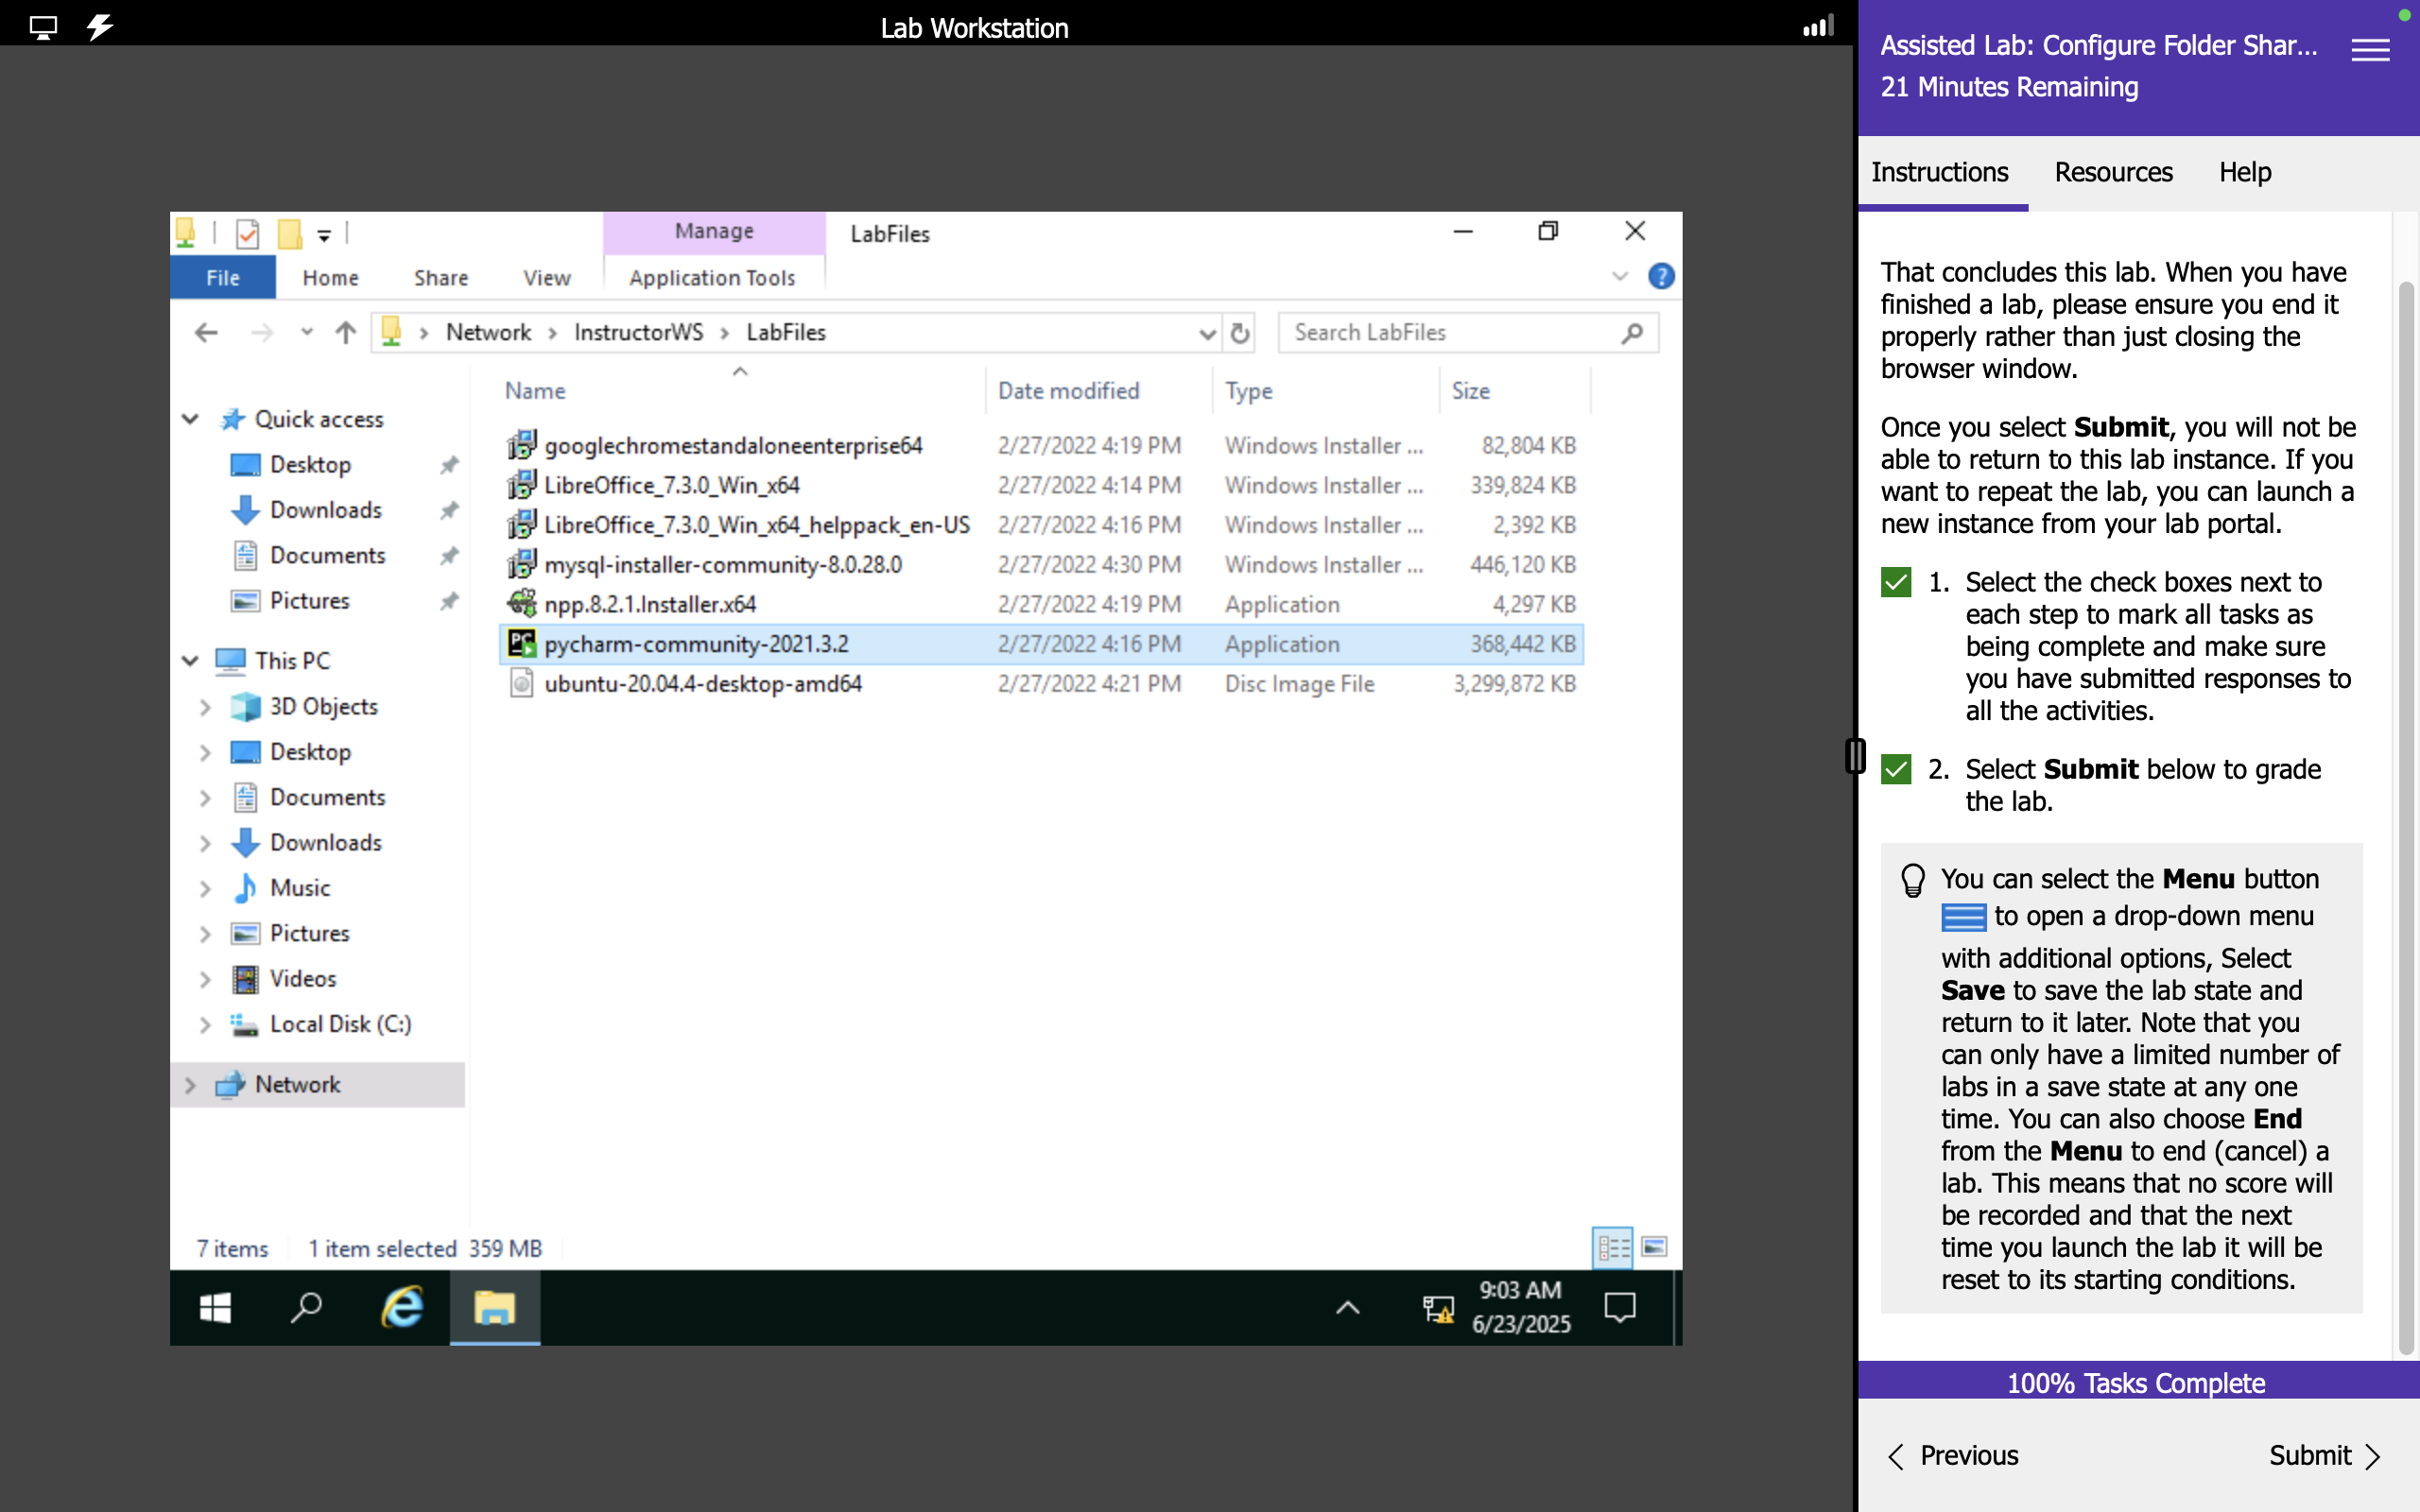 Lab Workstation
Manage
LabFiles
File Home Share View Application Tools
Network InstructorWS LabFiles
Search LabFiles
Name Date modified Type Size
Quick access
Desktop
Downloads
Documents
Pictures
This PC
3D Objects
Desktop
Documents
Downloads
Music
Pictures
Videos
Local Disk (C:)
Network
googlechromestandaloneenterprise64 2/27/2022 4:19 PM Windows Installer ... 82,804 KB
LibreOffice_7.3.0_Win_x64 2/27/2022 4:14 PM Windows Installer ... 339,824 KB
LibreOffice_7.3.0_Win_x64_helppack_en-US 2/27/2022 4:16 PM Windows Installer ... 2,392 KB
mysql-installer-community-8.0.28.0 2/27/2022 4:30 PM Windows Installer ... 446,120 KB
npp.8.2.1.Installer.x64 2/27/2022 4:19 PM Application 4,297 KB
pycharm-community-2021.3.2 2/27/2022 4:16 PM Application 368,442 KB
ubuntu-20.04.4-desktop-amd64 2/27/2022 4:21 PM Disc Image File 3,299,872 KB
7 items 1 item selected 359 MB
9:03 AM
6/23/2025
Assisted Lab: Configure Folder Shar...
21 Minutes Remaining
Instructions Resources Help
That concludes this lab. When you have
finished a lab, please ensure you end it
properly rather than just closing the
browser window.
Once you select Submit, you will not be
able to return to this lab instance. If you
want to repeat the lab, you can launch a
new instance from your lab portal.
1. Select the check boxes next to
each step to mark all tasks as
being complete and make sure
you have submitted responses to
all the activities.
2. Select Submit below to grade
the lab.
You can select the Menu button
to open a drop-down menu
with additional options, Select
Save to save the lab state and
return to it later. Note that you
can only have a limited number of
labs in a save state at any one
time. You can also choose End
from the Menu to end (cancel) a
lab. This means that no score will
be recorded and that the next
time you launch the lab it will be
reset to its starting conditions.
100% Tasks Complete
Previous Submit